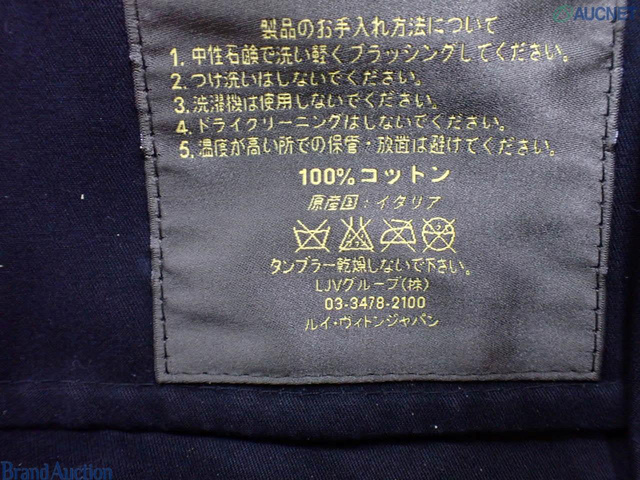 AUCNET
製品のお手入れ方法について
1. 中性石鹸で洗い軽くブラッシングしてください。
2. つけ洗いはしないでください。
3. 洗濯機は使用しないでください。
4. ドライクリーニングはしないでください。
5. 温度が高い所での保管・放置は避けてください。
100%コットン
原産国：イタリア
タンブラー乾燥しないで下さい。
LJVグループ(株)
03-3478-2100
ルイ・ヴィトンジャパン
Brand Auction